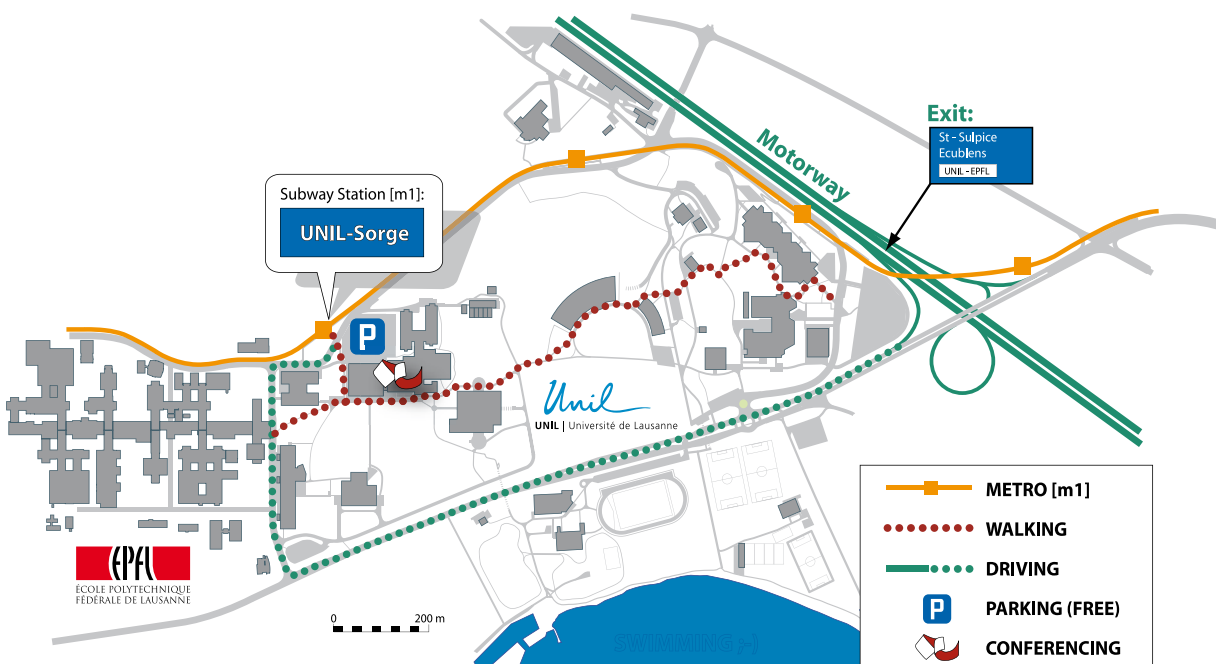 Exit:
St - Sulpice
Ecublens
UNIL - EPFL
Motorway
Subway Station [m1]:
UNIL-Sorge
P
Unil
UNIL | Université de Lausanne
EPFL
ÉCOLE POLYTECHNIQUE
FÉDÉRALE DE LAUSANNE
0 200 m
SWIMMING ;-)
METRO [m1]
WALKING
DRIVING
P PARKING (FREE)
CONFERENCING